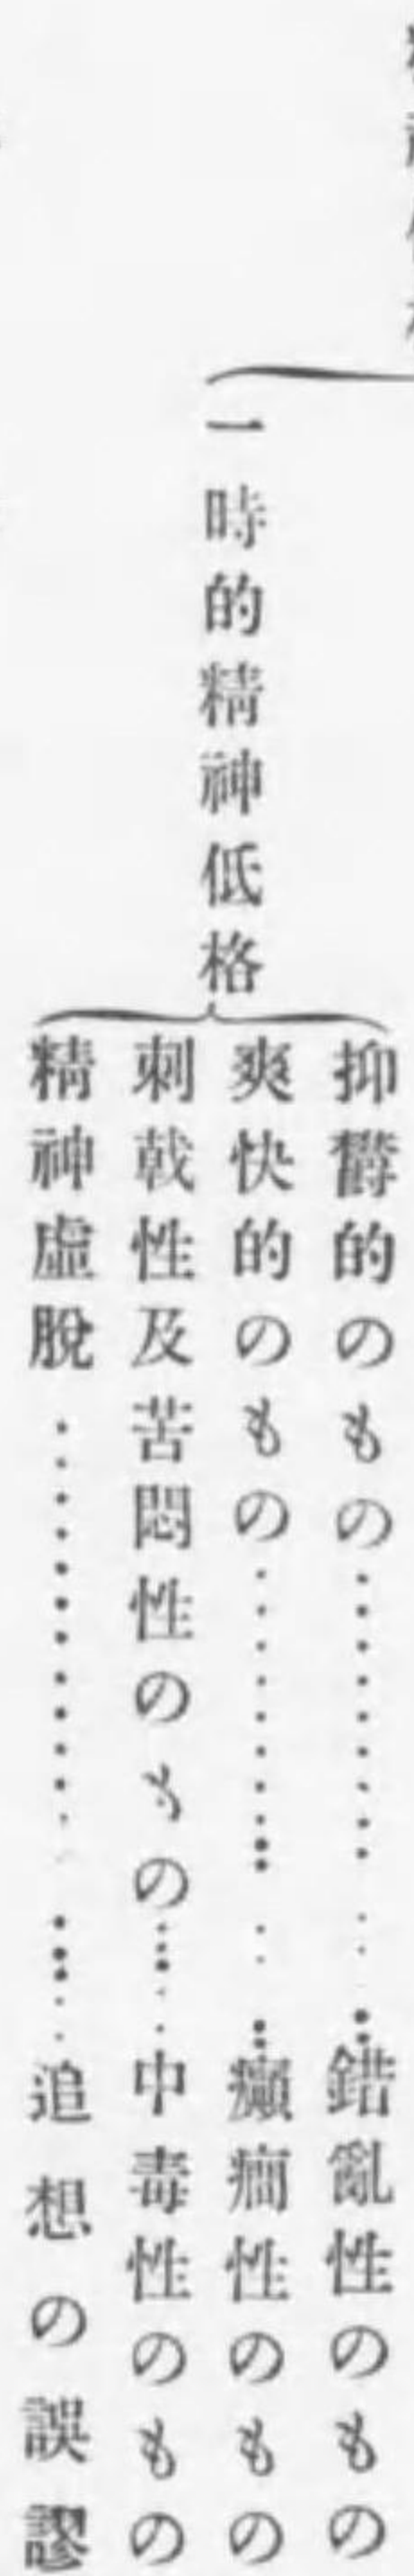 一時的精神低格
抑欝的のもの…………錯亂性のもの
爽快的のもの…………癲癇性のもの
刺戟性及苦悶性のもの……中毒性のもの
精神虛脫…………追想の誤謬